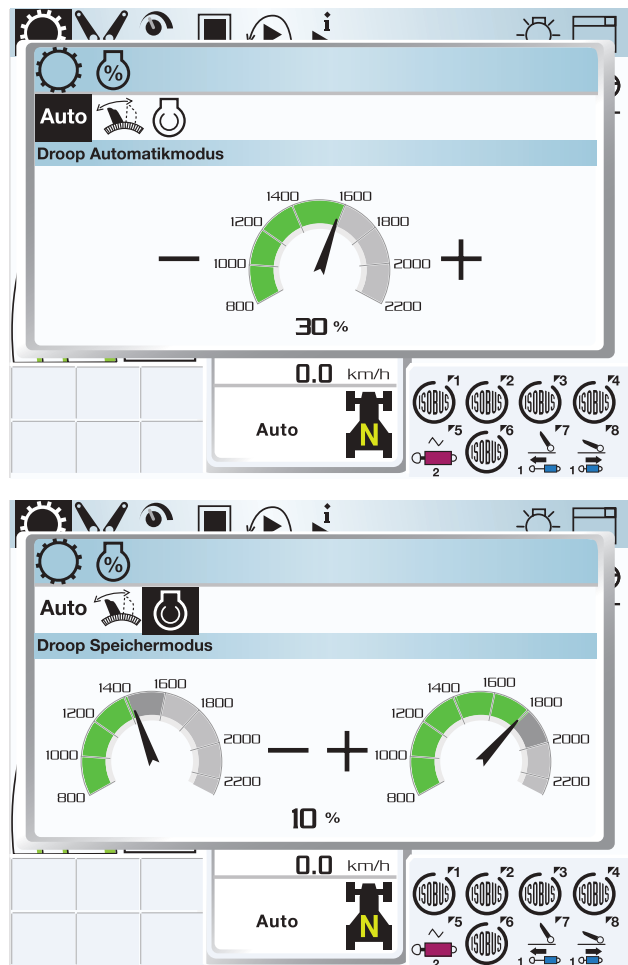 i
%
Auto
Droop Automatikmodus
1400 1600
1200 1800
1000 2000
800 2200
30 %
0.0 km/h
Auto N
ISOBUS 1 ISOBUS 2 ISOBUS 3 ISOBUS 4
5 ISOBUS 6 7 8
2 1 1
i
%
Auto
Droop Speichermodus
1400 1600 1400 1600
1200 1800 1200 1800
1000 2000 1000 2000
800 2200 800 2200
10 %
0.0 km/h
Auto N
ISOBUS 1 ISOBUS 2 ISOBUS 3 ISOBUS 4
5 ISOBUS 6 7 8
2 1 1